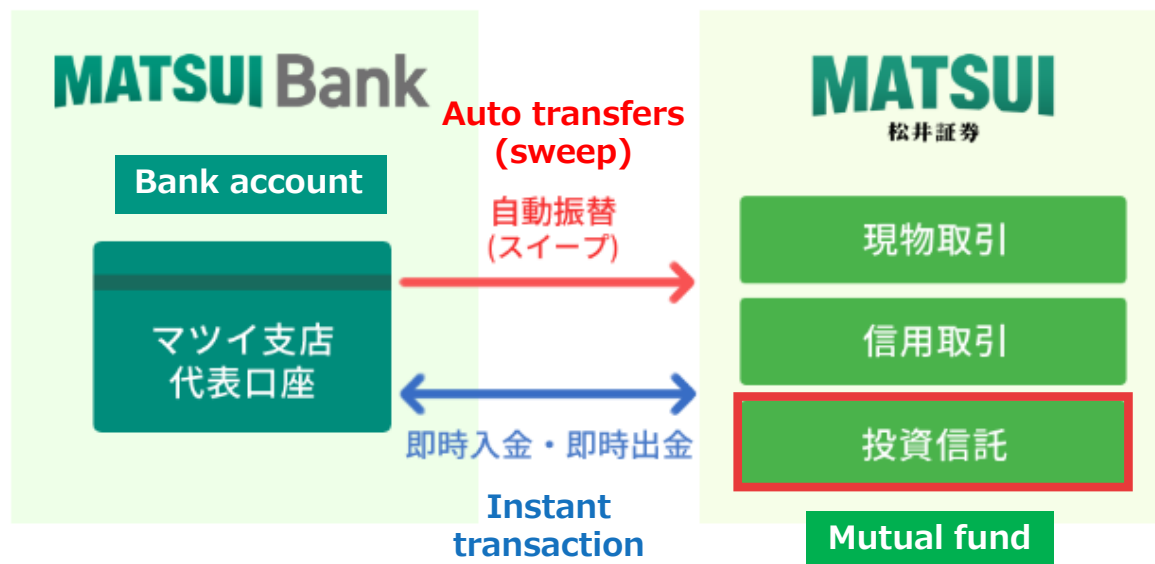 MATSUI Bank
Bank account
マツイ支店
代表口座
Auto transfers
(sweep)
自動振替
(スイープ)
即時入金・即時出金
Instant
transaction
MATSUI
松井証券
現物取引
信用取引
投資信託
Mutual fund